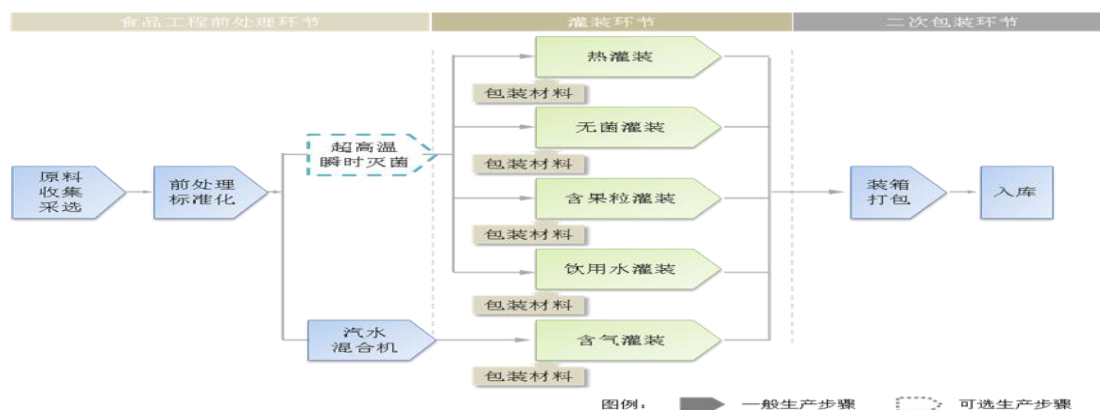 食品工程前处理环节
灌装环节
二次包装环节
热灌装
包装材料
无菌灌装
包装材料
超高温
瞬时灭菌
原料
收集
采选
前处理
标准化
含果粒灌装
包装材料
装箱
打包
入库
饮用水灌装
包装材料
汽水
混合机
含气灌装
包装材料
图例：
一般生产步骤
可选生产步骤